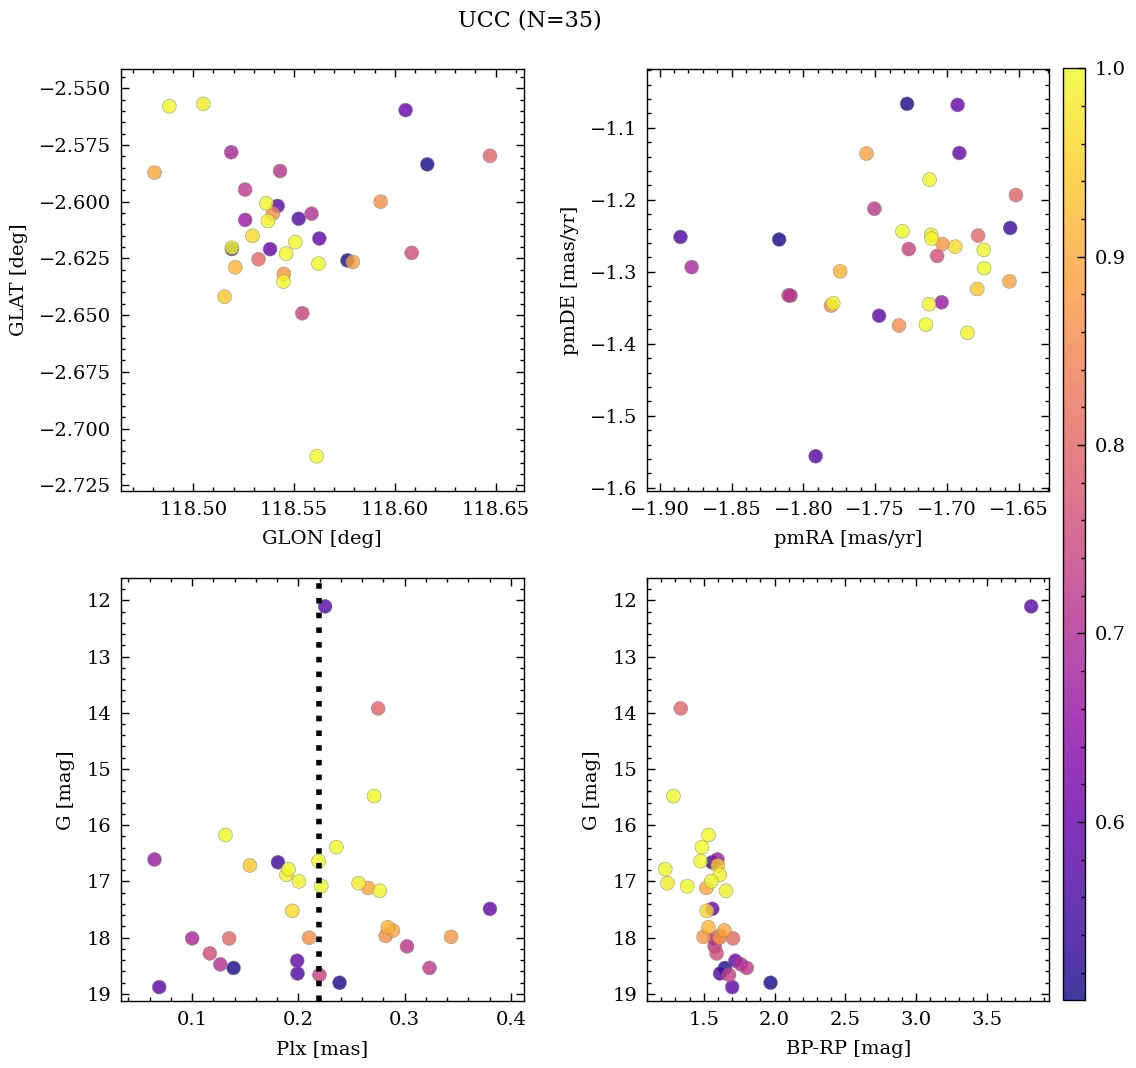 UCC (N=35)
−2.550
−2.575
−2.600
−2.625
−2.650
−2.675
−2.700
−2.725
GLAT [deg]
118.50 118.55 118.60 118.65
GLON [deg]
−1.1
−1.2
−1.3
−1.4
−1.5
−1.6
pmDE [mas/yr]
−1.90 −1.85 −1.80 −1.75 −1.70 −1.65
pmRA [mas/yr]
12
13
14
15
16
17
18
19
G [mag]
0.1 0.2 0.3 0.4
Plx [mas]
12
13
14
15
16
17
18
19
G [mag]
1.5 2.0 2.5 3.0 3.5
BP-RP [mag]
1.0
0.9
0.8
0.7
0.6